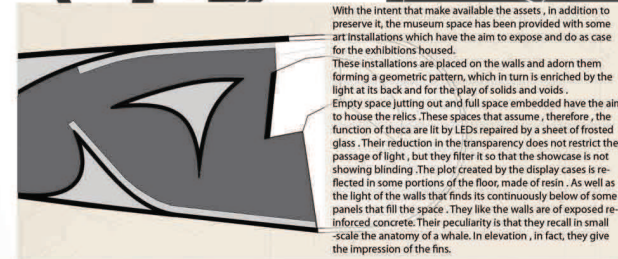 With the intent that make available the assets , in addition to
preserve it, the museum space has been provided with some
art installations which have the aim to expose and do as case
for the exhibitions housed.
These installations are placed on the walls and adorn them
forming a geometric pattern, which in turn is enriched by the
light at its back and for the play of solids and voids .
Empty space jutting out and full space embedded have the aim
to house the relics .These spaces that assume , therefore , the
function of theca are lit by LEDs repaired by a sheet of frosted
glass . Their reduction in the transparency does not restrict the
passage of light , but they filter it so that the showcase is not
showing blinding .The plot created by the display cases is re-
flected in some portions of the floor, made of resin . As well as
the light of the walls that finds its continuously below of some
panels that fill the space . They like the walls are of exposed re-
inforced concrete. Their peculiarity is that they recall in small
-scale the anatomy of a whale. In elevation , in fact, they give
the impression of the fins.